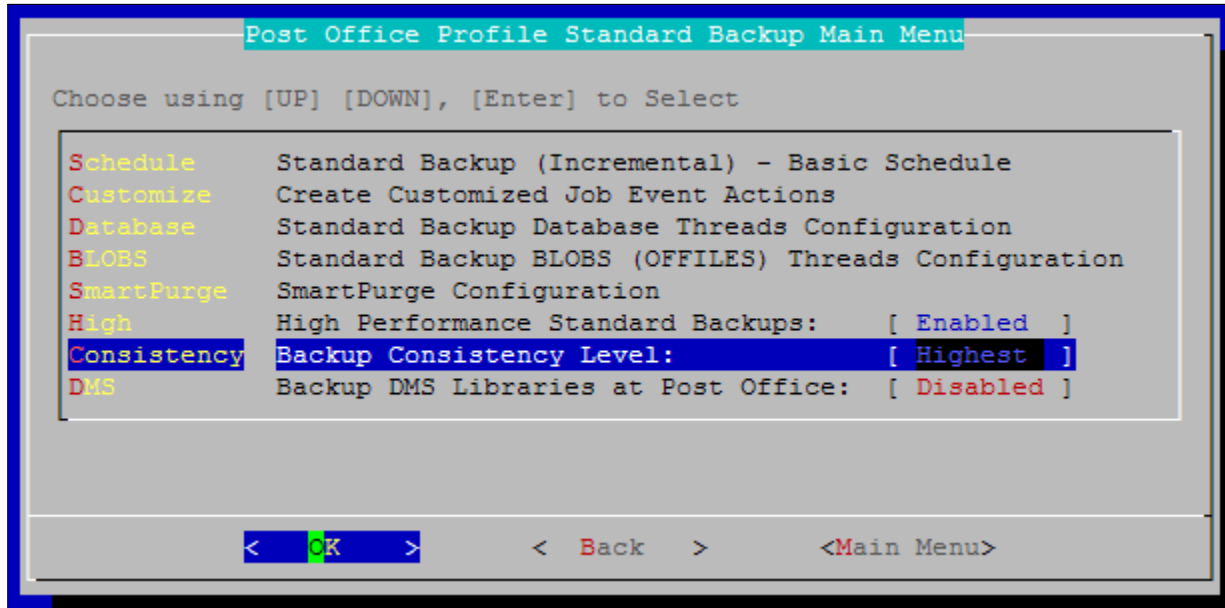 Post Office Profile Standard Backup Main Menu
Choose using [UP] [DOWN], [Enter] to Select
Schedule Standard Backup (Incremental) - Basic Schedule
Customize Create Customized Job Event Actions
Database Standard Backup Database Threads Configuration
BLOBS Standard Backup BLOBS (OFFILES) Threads Configuration
SmartPurge SmartPurge Configuration
High High Performance Standard Backups: [ Enabled ]
Consistency Backup Consistency Level: [ Highest ]
DMS Backup DMS Libraries at Post Office: [ Disabled ]
< OK > < Back > <Main Menu>